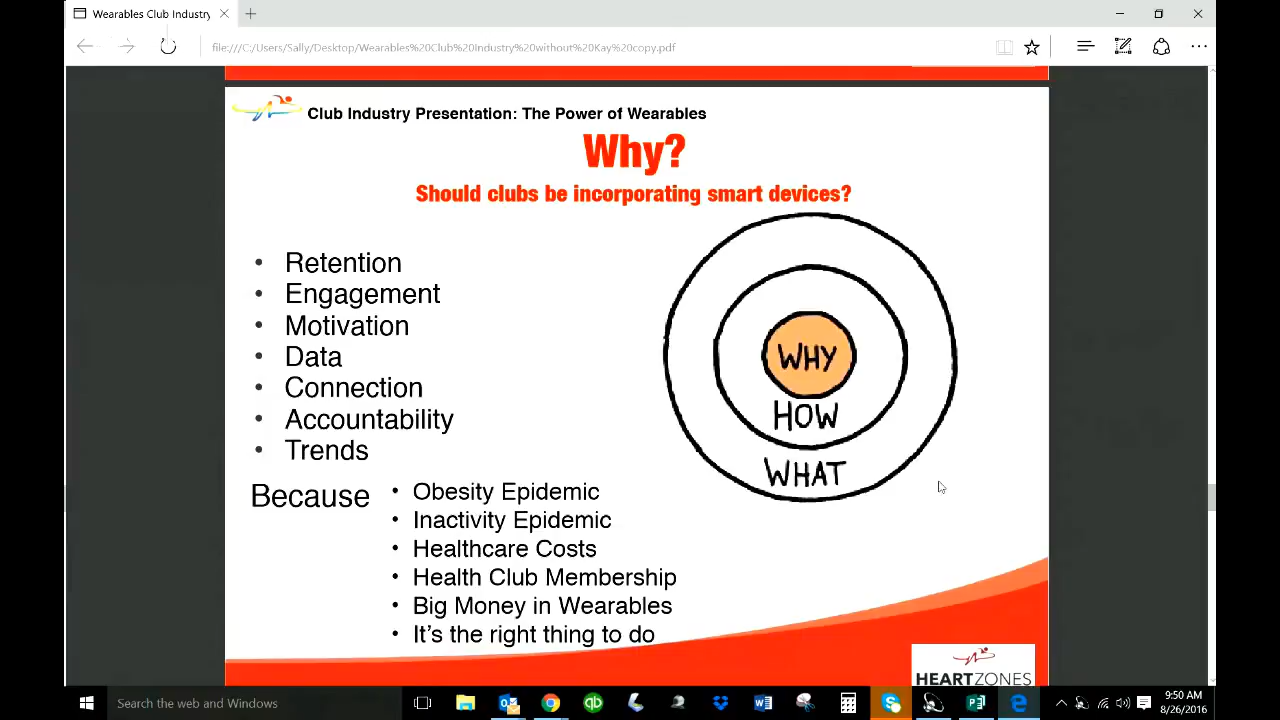 Wearables Club Industry
file:///C:/Users/Sally/Desktop/Wearables%20Club%20Industry%20without%20Kay%20copy.pdf
Club Industry Presentation: The Power of Wearables
Why?
Should clubs be incorporating smart devices?
• Retention
• Engagement
• Motivation
• Data
• Connection
• Accountability
• Trends
WHY
HOW
WHAT
Because
• Obesity Epidemic
• Inactivity Epidemic
• Healthcare Costs
• Health Club Membership
• Big Money in Wearables
• It's the right thing to do
HEARTZONES
Search the web and Windows
9:50 AM
8/26/2016